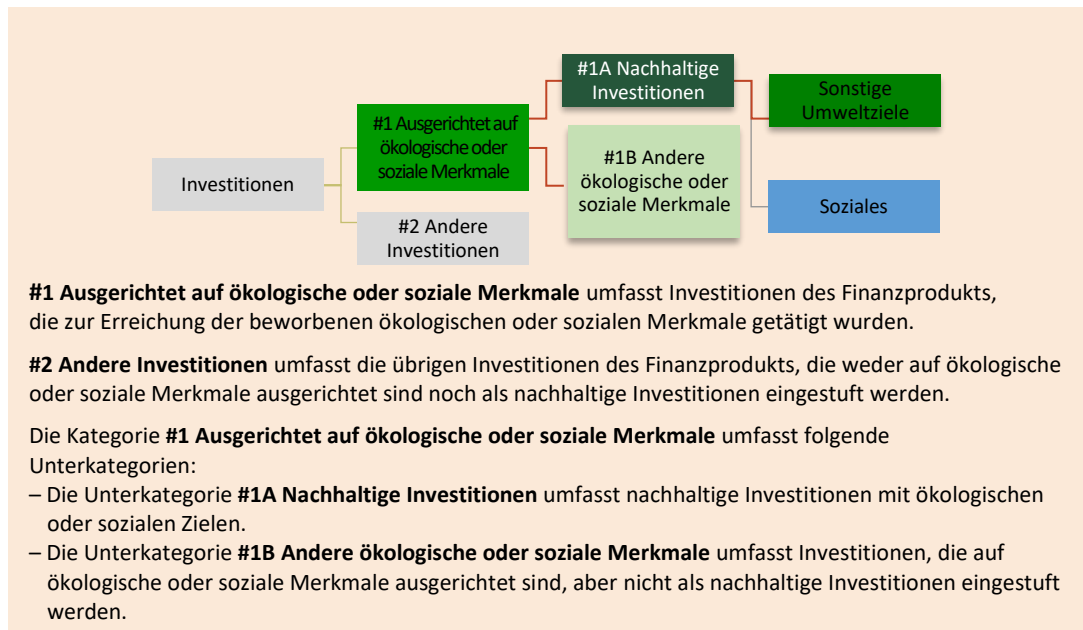 #1A Nachhaltige
Investitionen
Sonstige
Umweltziele
#1 Ausgerichtet auf
ökologische oder
soziale Merkmale
#1B Andere
ökologische oder
soziale Merkmale
Investitionen
Soziales
#2 Andere
Investitionen
#1 Ausgerichtet auf ökologische oder soziale Merkmale umfasst Investitionen des Finanzprodukts,
die zur Erreichung der beworbenen ökologischen oder sozialen Merkmale getätigt wurden.
#2 Andere Investitionen umfasst die übrigen Investitionen des Finanzprodukts, die weder auf ökologische
oder soziale Merkmale ausgerichtet sind noch als nachhaltige Investitionen eingestuft werden.
Die Kategorie #1 Ausgerichtet auf ökologische oder soziale Merkmale umfasst folgende
Unterkategorien:
– Die Unterkategorie #1A Nachhaltige Investitionen umfasst nachhaltige Investitionen mit ökologischen
oder sozialen Zielen.
– Die Unterkategorie #1B Andere ökologische oder soziale Merkmale umfasst Investitionen, die auf
ökologische oder soziale Merkmale ausgerichtet sind, aber nicht als nachhaltige Investitionen eingestuft
werden.